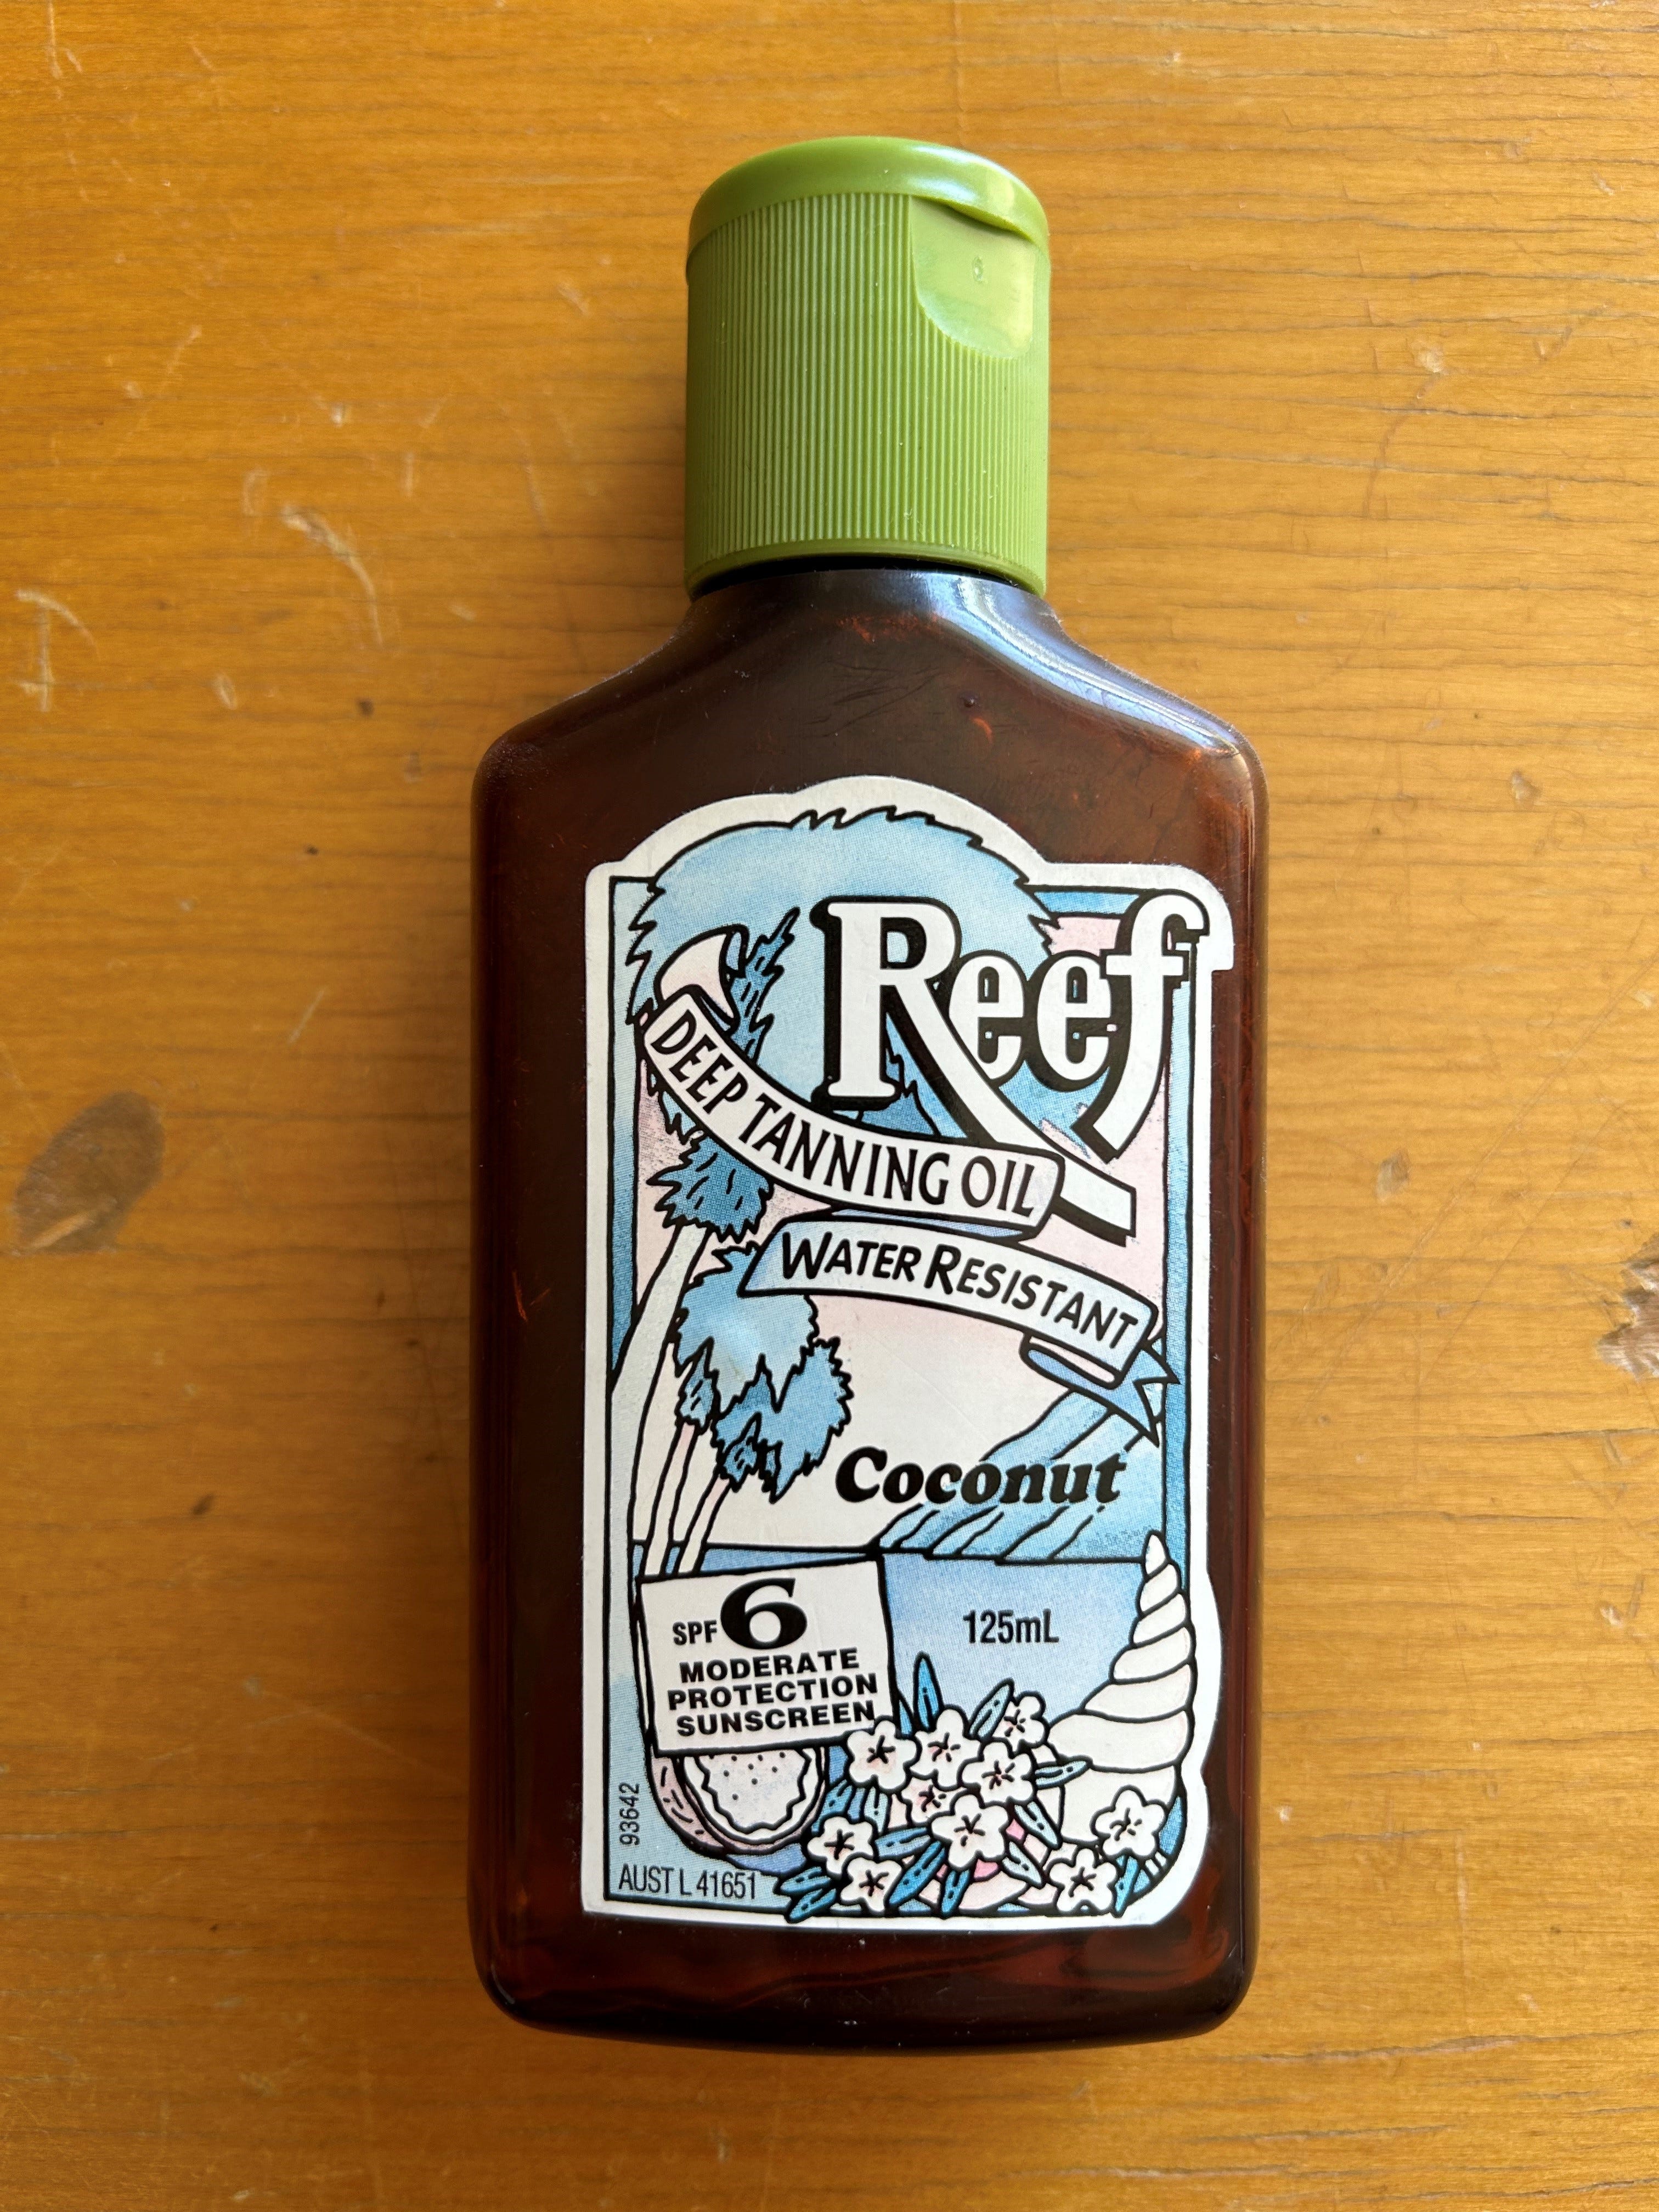 Reef
DEEP TANNING OIL
WATER RESISTANT
Coconut
SPF 6
MODERATE
PROTECTION
SUNSCREEN
125mL
93642
AUST L 41651